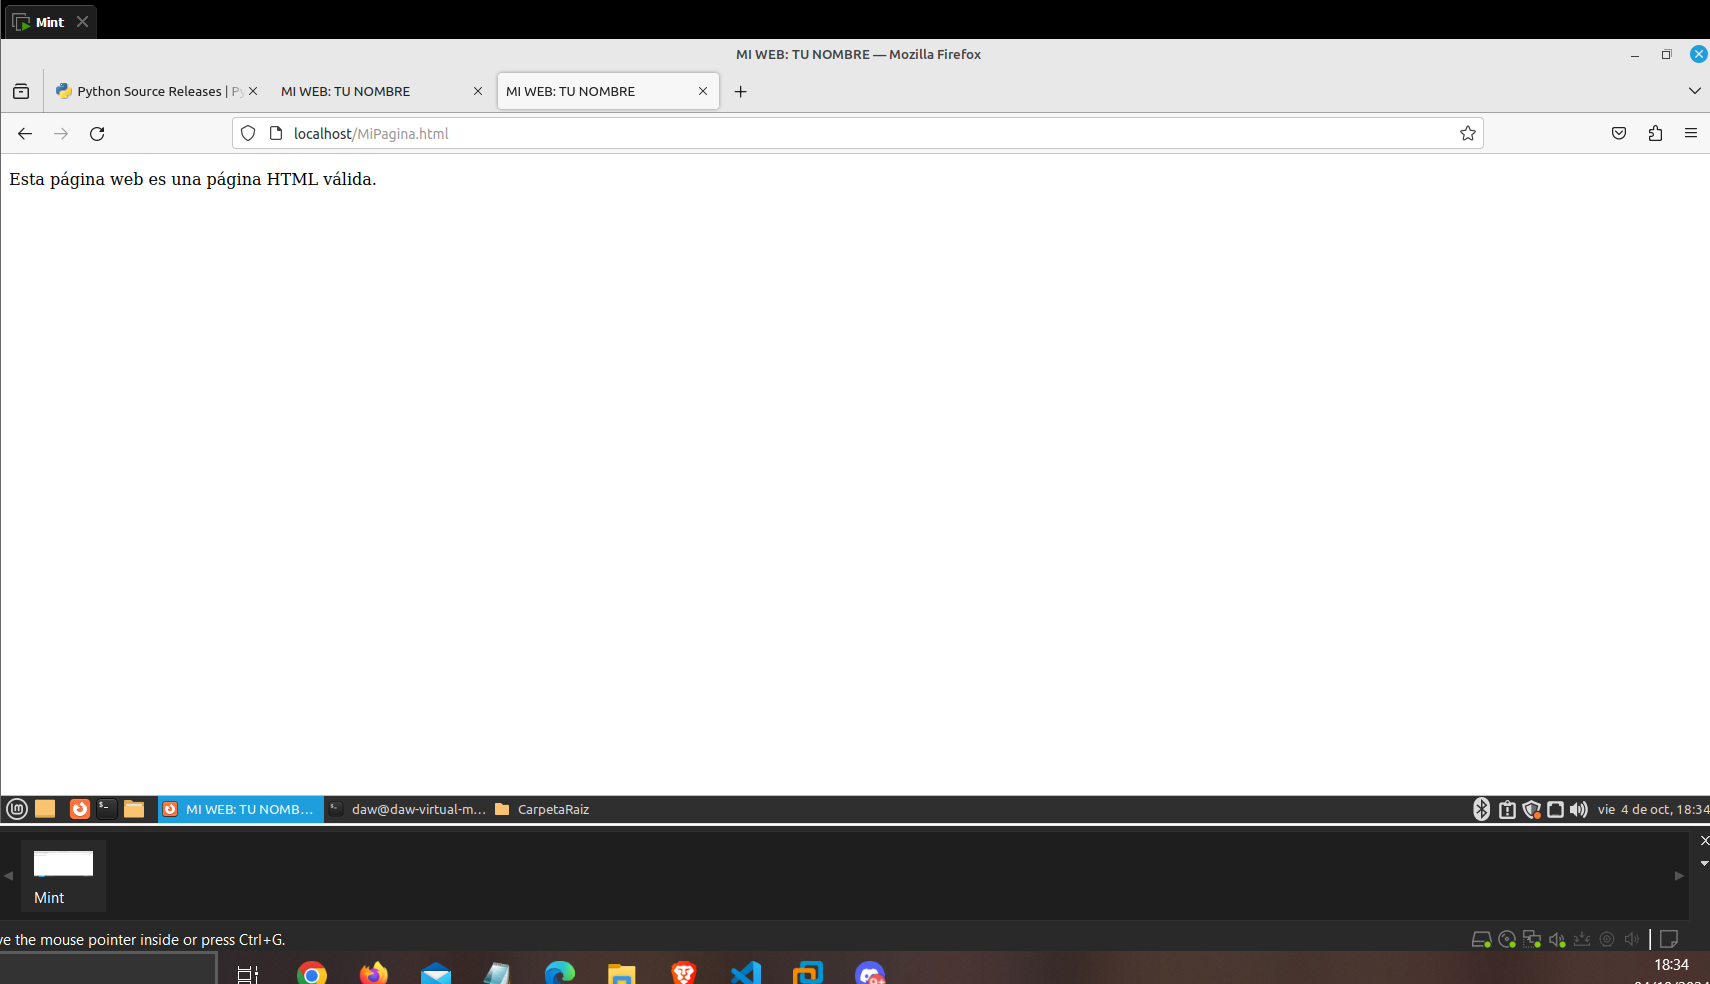 Mint
MI WEB: TU NOMBRE — Mozilla Firefox
Python Source Releases |
MI WEB: TU NOMBRE
MI WEB: TU NOMBRE
localhost/MiPagina.html
Esta página web es una página HTML válida.
MI WEB: TU NOMB...
daw@daw-virtual-m...
CarpetaRaiz
vie 4 de oct, 18:34
Mint
the mouse pointer inside or press Ctrl+G.
18:34